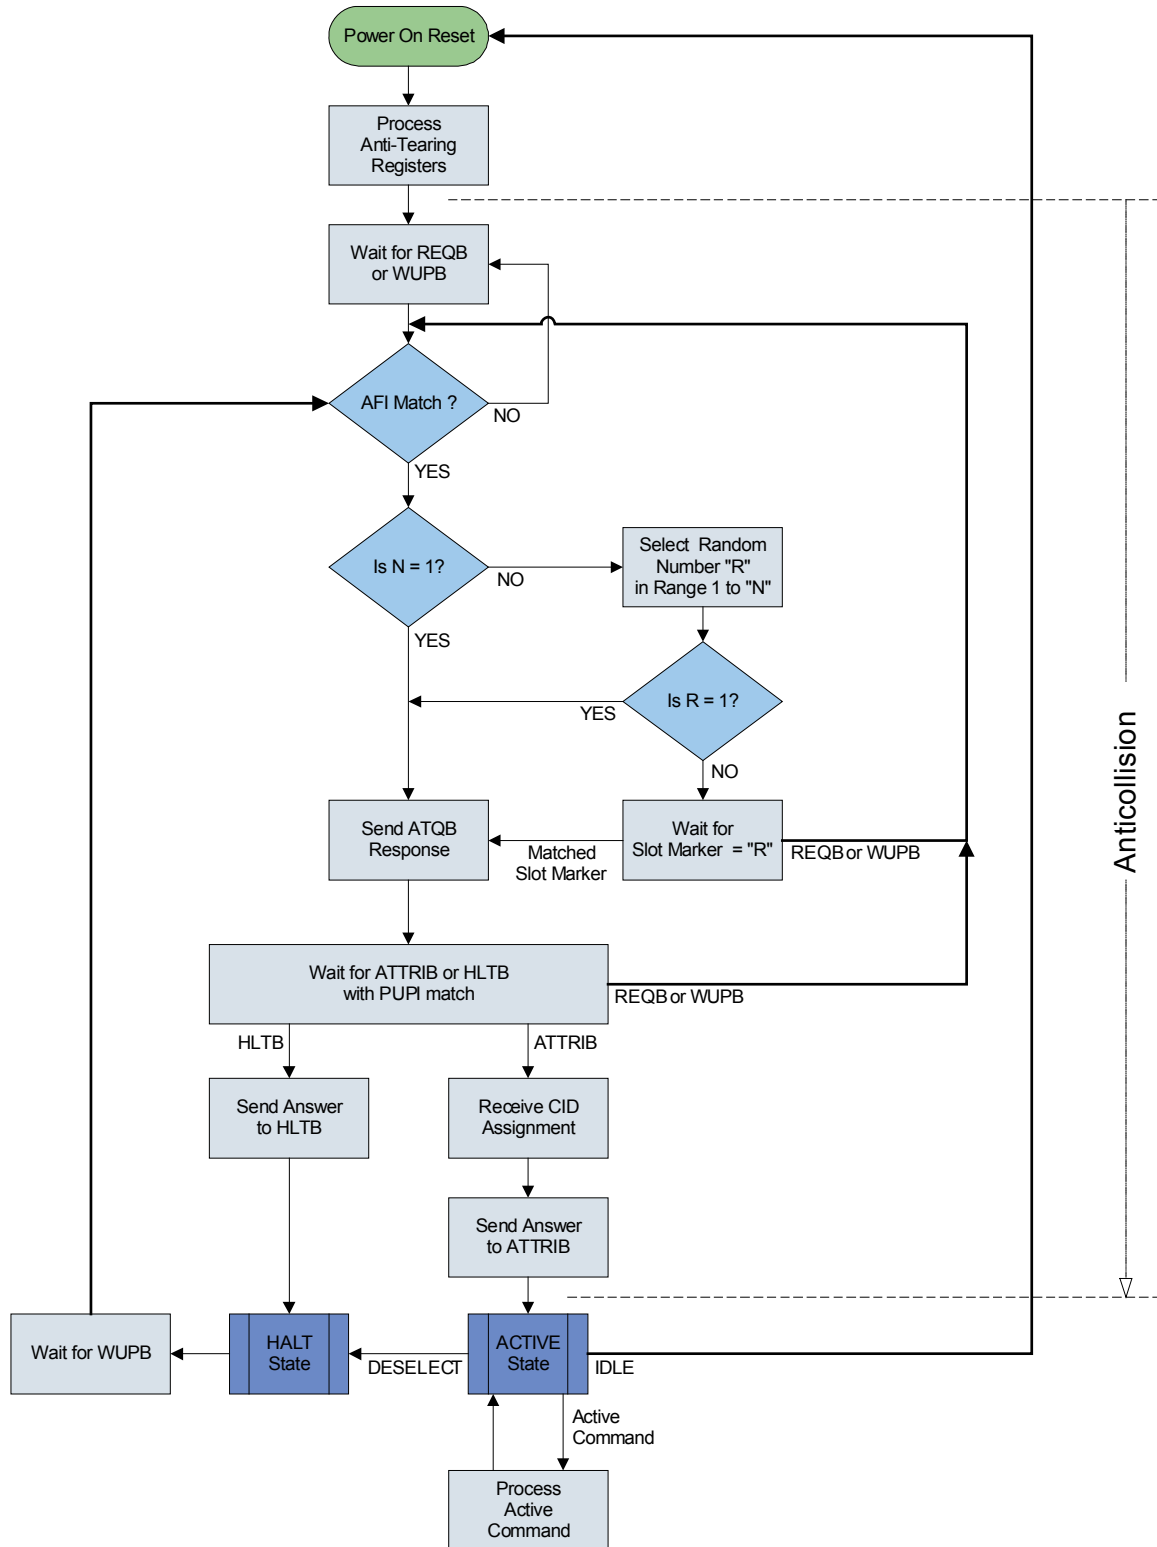 Power On Reset
Process
Anti-Tearing
Registers
Wait for REQB
or WUPB
AFI Match ?
NO
YES
Is N = 1?
NO
Select Random
Number "R"
in Range 1 to "N"
YES
Is R = 1?
YES
NO
Send ATQB
Response
Matched
Slot Marker
Wait for
Slot Marker = "R"
REQB or WUPB
Anticollision
Wait for ATTRIB or HLTB
with PUPI match
REQB or WUPB
HLTB
ATTRIB
Send Answer
to HLTB
Receive CID
Assignment
Send Answer
to ATTRIB
Wait for WUPB
HALT
State
DESELECT
ACTIVE
State
IDLE
Active
Command
Process
Active
Command